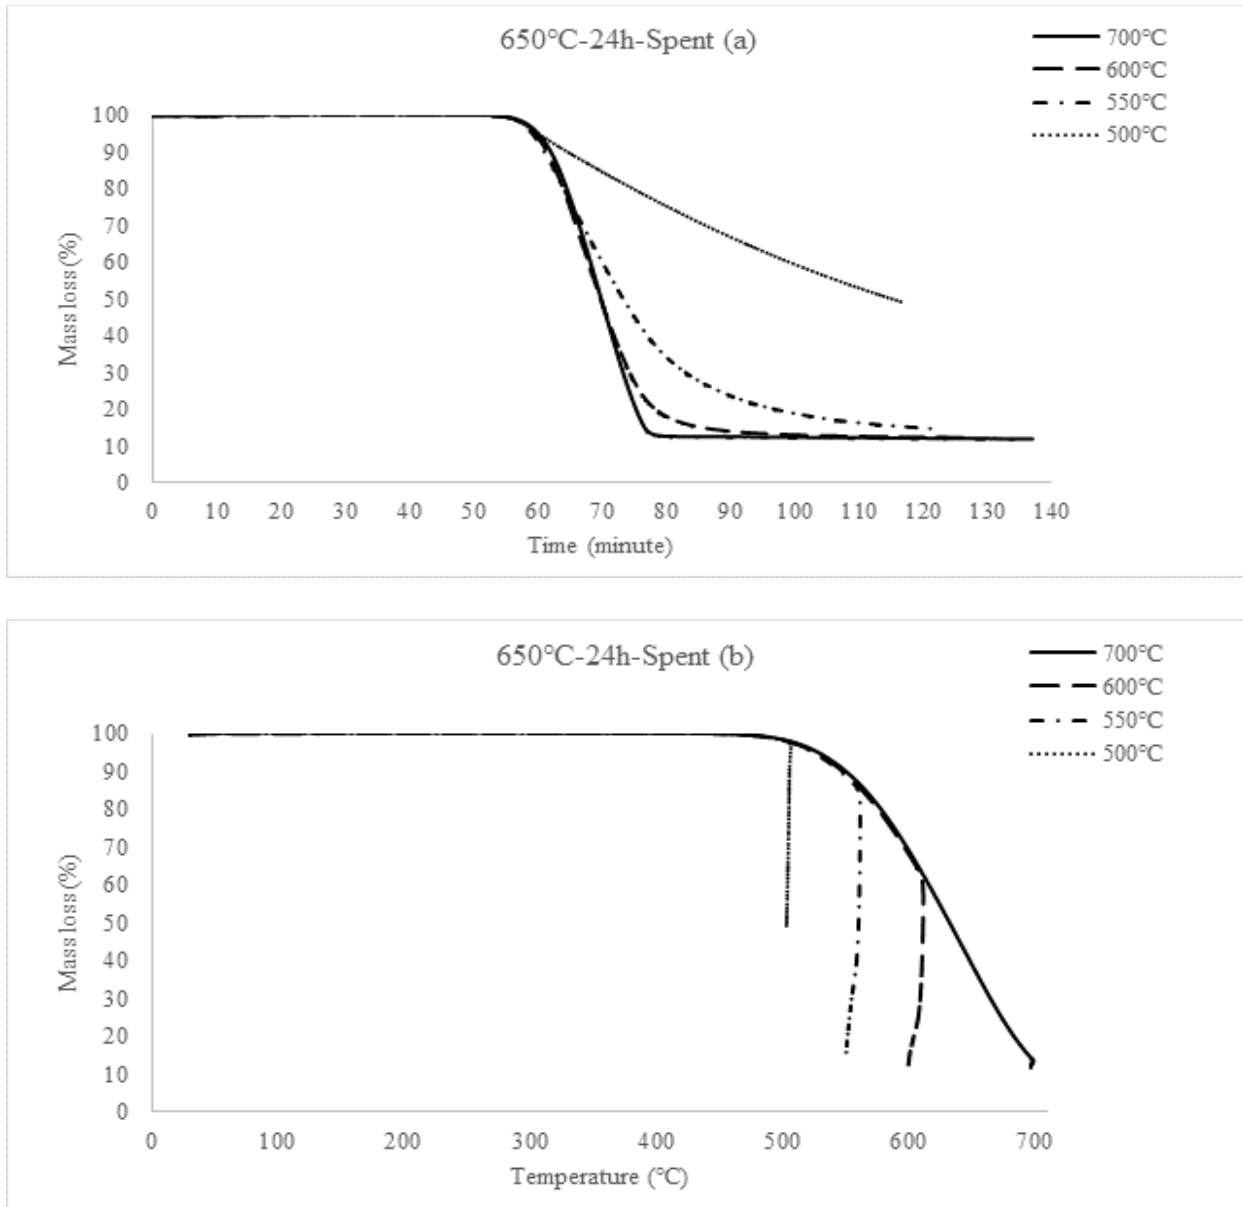 650°C-24h-Spent (a)
700°C
600°C
550°C
500°C
100
90
80
70
60
50
40
30
20
10
0
Mass loss (%)
0 10 20 30 40 50 60 70 80 90 100 110 120 130 140
Time (minute)
650°C-24h-Spent (b)
700°C
600°C
550°C
500°C
100
90
80
70
60
50
40
30
20
10
0
Mass loss (%)
0 100 200 300 400 500 600 700
Temperature (°C)